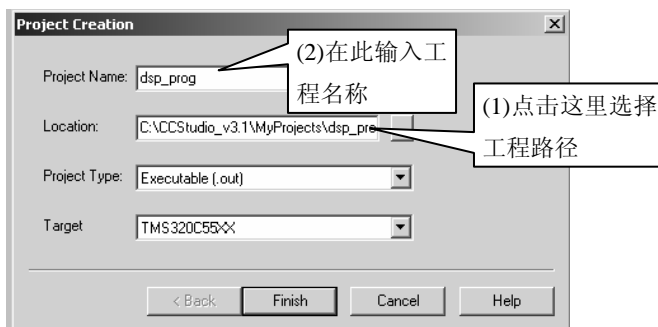 Project Creation
(2)在此输入工
程名称
Project Name: dsp_prog
(1)点击这里选择
工程路径
Location: C:\CCStudio_v3.1\MyProjects\dsp_pro
Project Type: Executable (.out)
Target TMS320C55XX
< Back Finish Cancel Help